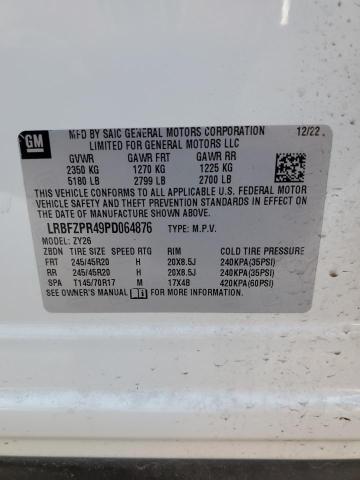 GM
MFD BY SAIC GENERAL MOTORS CORPORATION 12/22
LIMITED FOR GENERAL MOTORS LLC
GVWR GAWR FRT GAWR RR
2350 KG 1270 KG 1225 KG
5180 LB 2799 LB 2700 LB
THIS VEHICLE CONFORMS TO ALL APPLICABLE U.S. FEDERAL MOTOR
VEHICLE SAFETY AND THEFT PREVENTION STANDARDS IN EFFECT
ON THE DATE OF MANUFACTURE SHOWN ABOVE.
LRBFZPR49PD064876 TYPE: M.P.V.
MODEL: ZY26
ZBDN TIRE SIZE SPEED RTG RIM COLD TIRE PRESSURE
FRT 245/45R20 H 20X8.5J 240KPA(35PSI)
RR 245/45R20 H 20X8.5J 240KPA(35PSI)
SPA T145/70R17 M 17X4B 420KPA(60PSI)
SEE OWNER'S MANUAL FOR MORE INFORMATION